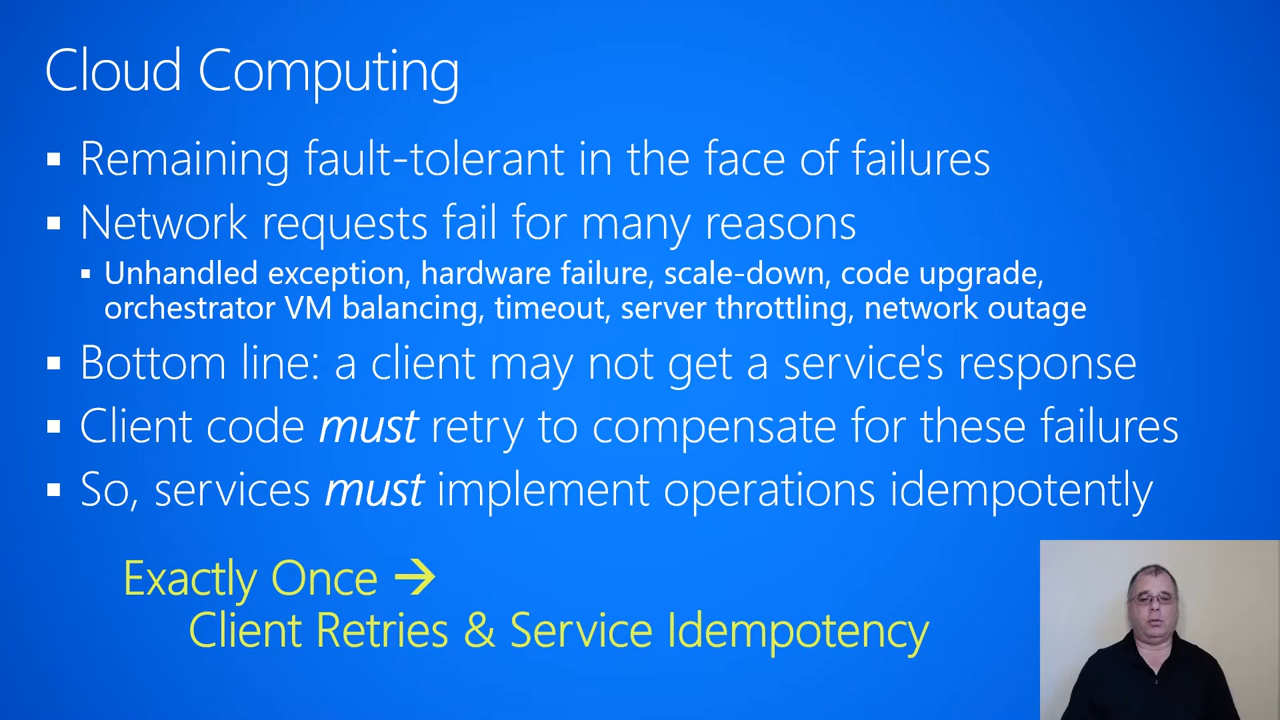 Cloud Computing
▪ Remaining fault-tolerant in the face of failures
▪ Network requests fail for many reasons
▪ Unhandled exception, hardware failure, scale-down, code upgrade,
orchestrator VM balancing, timeout, server throttling, network outage
▪ Bottom line: a client may not get a service's response
▪ Client code must retry to compensate for these failures
▪ So, services must implement operations idempotently
Exactly Once →
Client Retries & Service Idempotency